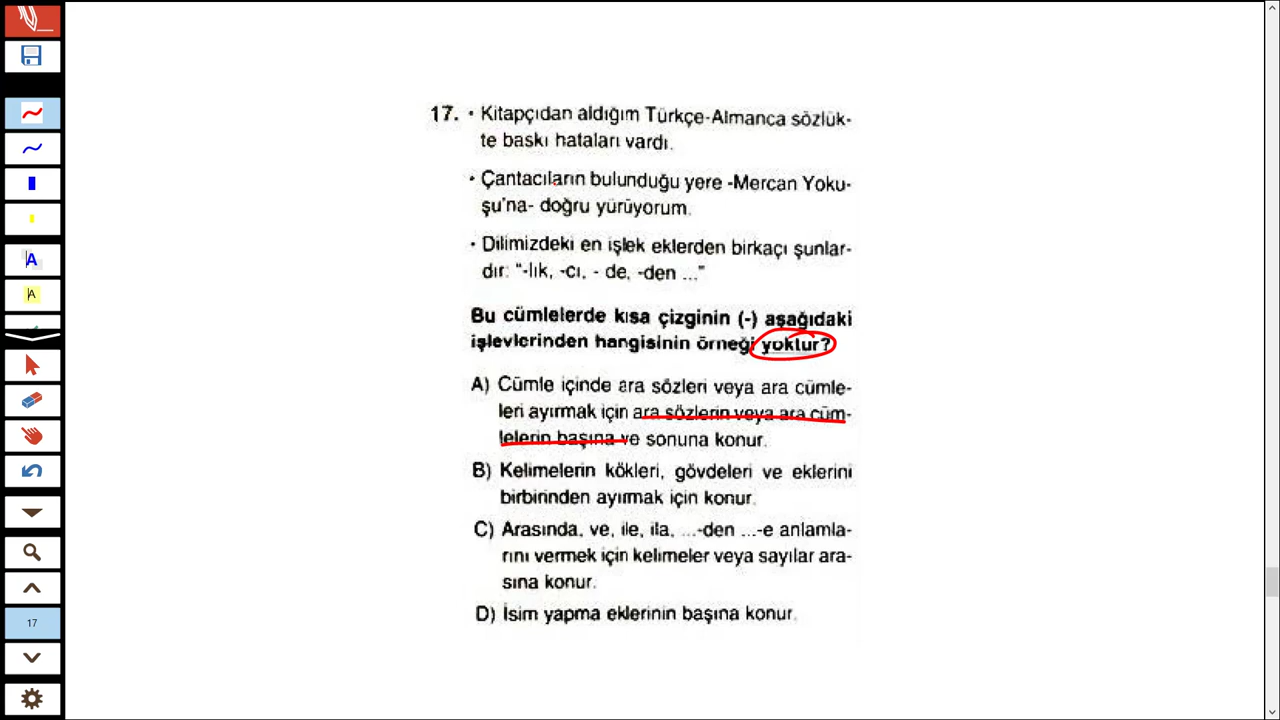 17. • Kitapçıdan aldığım Türkçe-Almanca sözlük-
te baskı hataları vardı.
• Çantacıların bulunduğu yere -Mercan Yoku-
şu'na- doğru yürüyorum.
• Dilimizdeki en işlek eklerden birkaçı şunlar-
dır: "-lık, -cı, - de, -den ..."
Bu cümlelerde kısa çizginin (-) aşağıdaki
işlevlerinden hangisinin örneği yoktur?
A) Cümle içinde ara sözleri veya ara cümle-
leri ayırmak için ara sözlerin veya ara cüm-
lelerin başına ve sonuna konur.
B) Kelimelerin kökleri, gövdeleri ve eklerini
birbirinden ayırmak için konur.
C) Arasında, ve, ile, ila, ...-den ...-e anlamla-
rını vermek için kelimeler veya sayılar ara-
sına konur.
D) İsim yapma eklerinin başına konur.
A
A
17